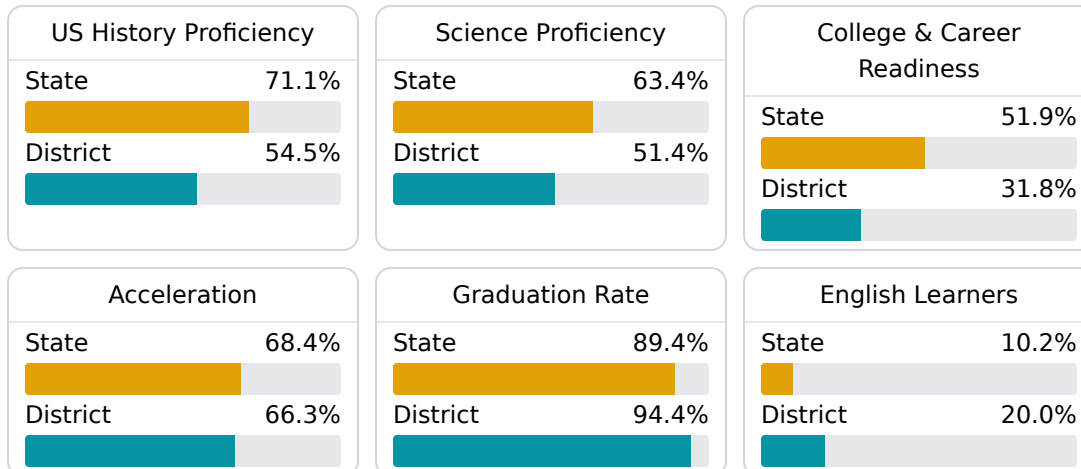 US History Proficiency
State 71.1%
District 54.5%
Science Proficiency
State 63.4%
District 51.4%
College & Career
Readiness
State 51.9%
District 31.8%
Acceleration
State 68.4%
District 66.3%
Graduation Rate
State 89.4%
District 94.4%
English Learners
State 10.2%
District 20.0%